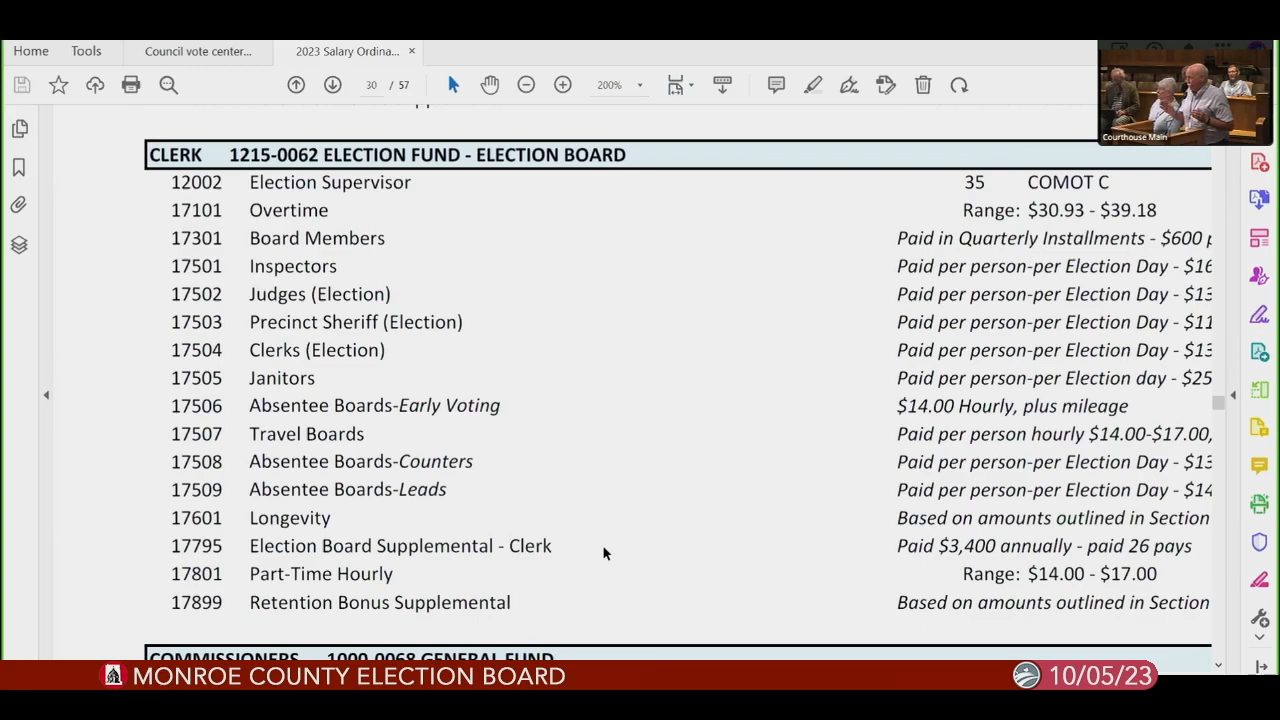 Home Tools Council vote center... 2023 Salary Ordina... ×
30 / 57 200%
Courthouse Main
CLERK 1215-0062 ELECTION FUND - ELECTION BOARD
12002 Election Supervisor 35 COMOT C
17101 Overtime Range: $30.93 - $39.18
17301 Board Members Paid in Quarterly Installments - $600 p
17501 Inspectors Paid per person-per Election Day - $16
17502 Judges (Election) Paid per person-per Election Day - $13
17503 Precinct Sheriff (Election) Paid per person-per Election Day - $11
17504 Clerks (Election) Paid per person-per Election Day - $13
17505 Janitors Paid per person-per Election day - $25
17506 Absentee Boards-Early Voting $14.00 Hourly, plus mileage
17507 Travel Boards Paid per person hourly $14.00-$17.00,
17508 Absentee Boards-Counters Paid per person-per Election Day - $13
17509 Absentee Boards-Leads Paid per person-per Election Day - $14
17601 Longevity Based on amounts outlined in Section
17795 Election Board Supplemental - Clerk Paid $3,400 annually - paid 26 pays
17801 Part-Time Hourly Range: $14.00 - $17.00
17899 Retention Bonus Supplemental Based on amounts outlined in Section
COMMISSIONERS 1000-0068 GENERAL FUND
MONROE COUNTY ELECTION BOARD 10/05/23